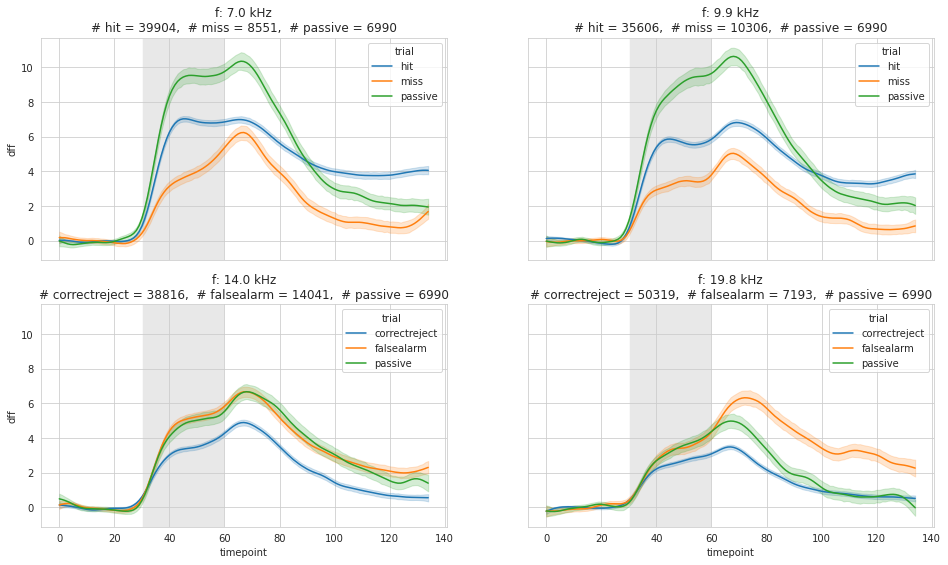 f: 7.0 kHz
# hit = 39904,  # miss = 8551,  # passive = 6990
trial
hit
miss
passive
10
8
6
4
2
0
dff
f: 9.9 kHz
# hit = 35606,  # miss = 10306,  # passive = 6990
trial
hit
miss
passive
f: 14.0 kHz
# correctreject = 38816,  # falsealarm = 14041,  # passive = 6990
trial
correctreject
falsealarm
passive
10
8
6
4
2
0
dff
0 20 40 60 80 100 120 140
timepoint
f: 19.8 kHz
# correctreject = 50319,  # falsealarm = 7193,  # passive = 6990
trial
correctreject
falsealarm
passive
0 20 40 60 80 100 120 140
timepoint